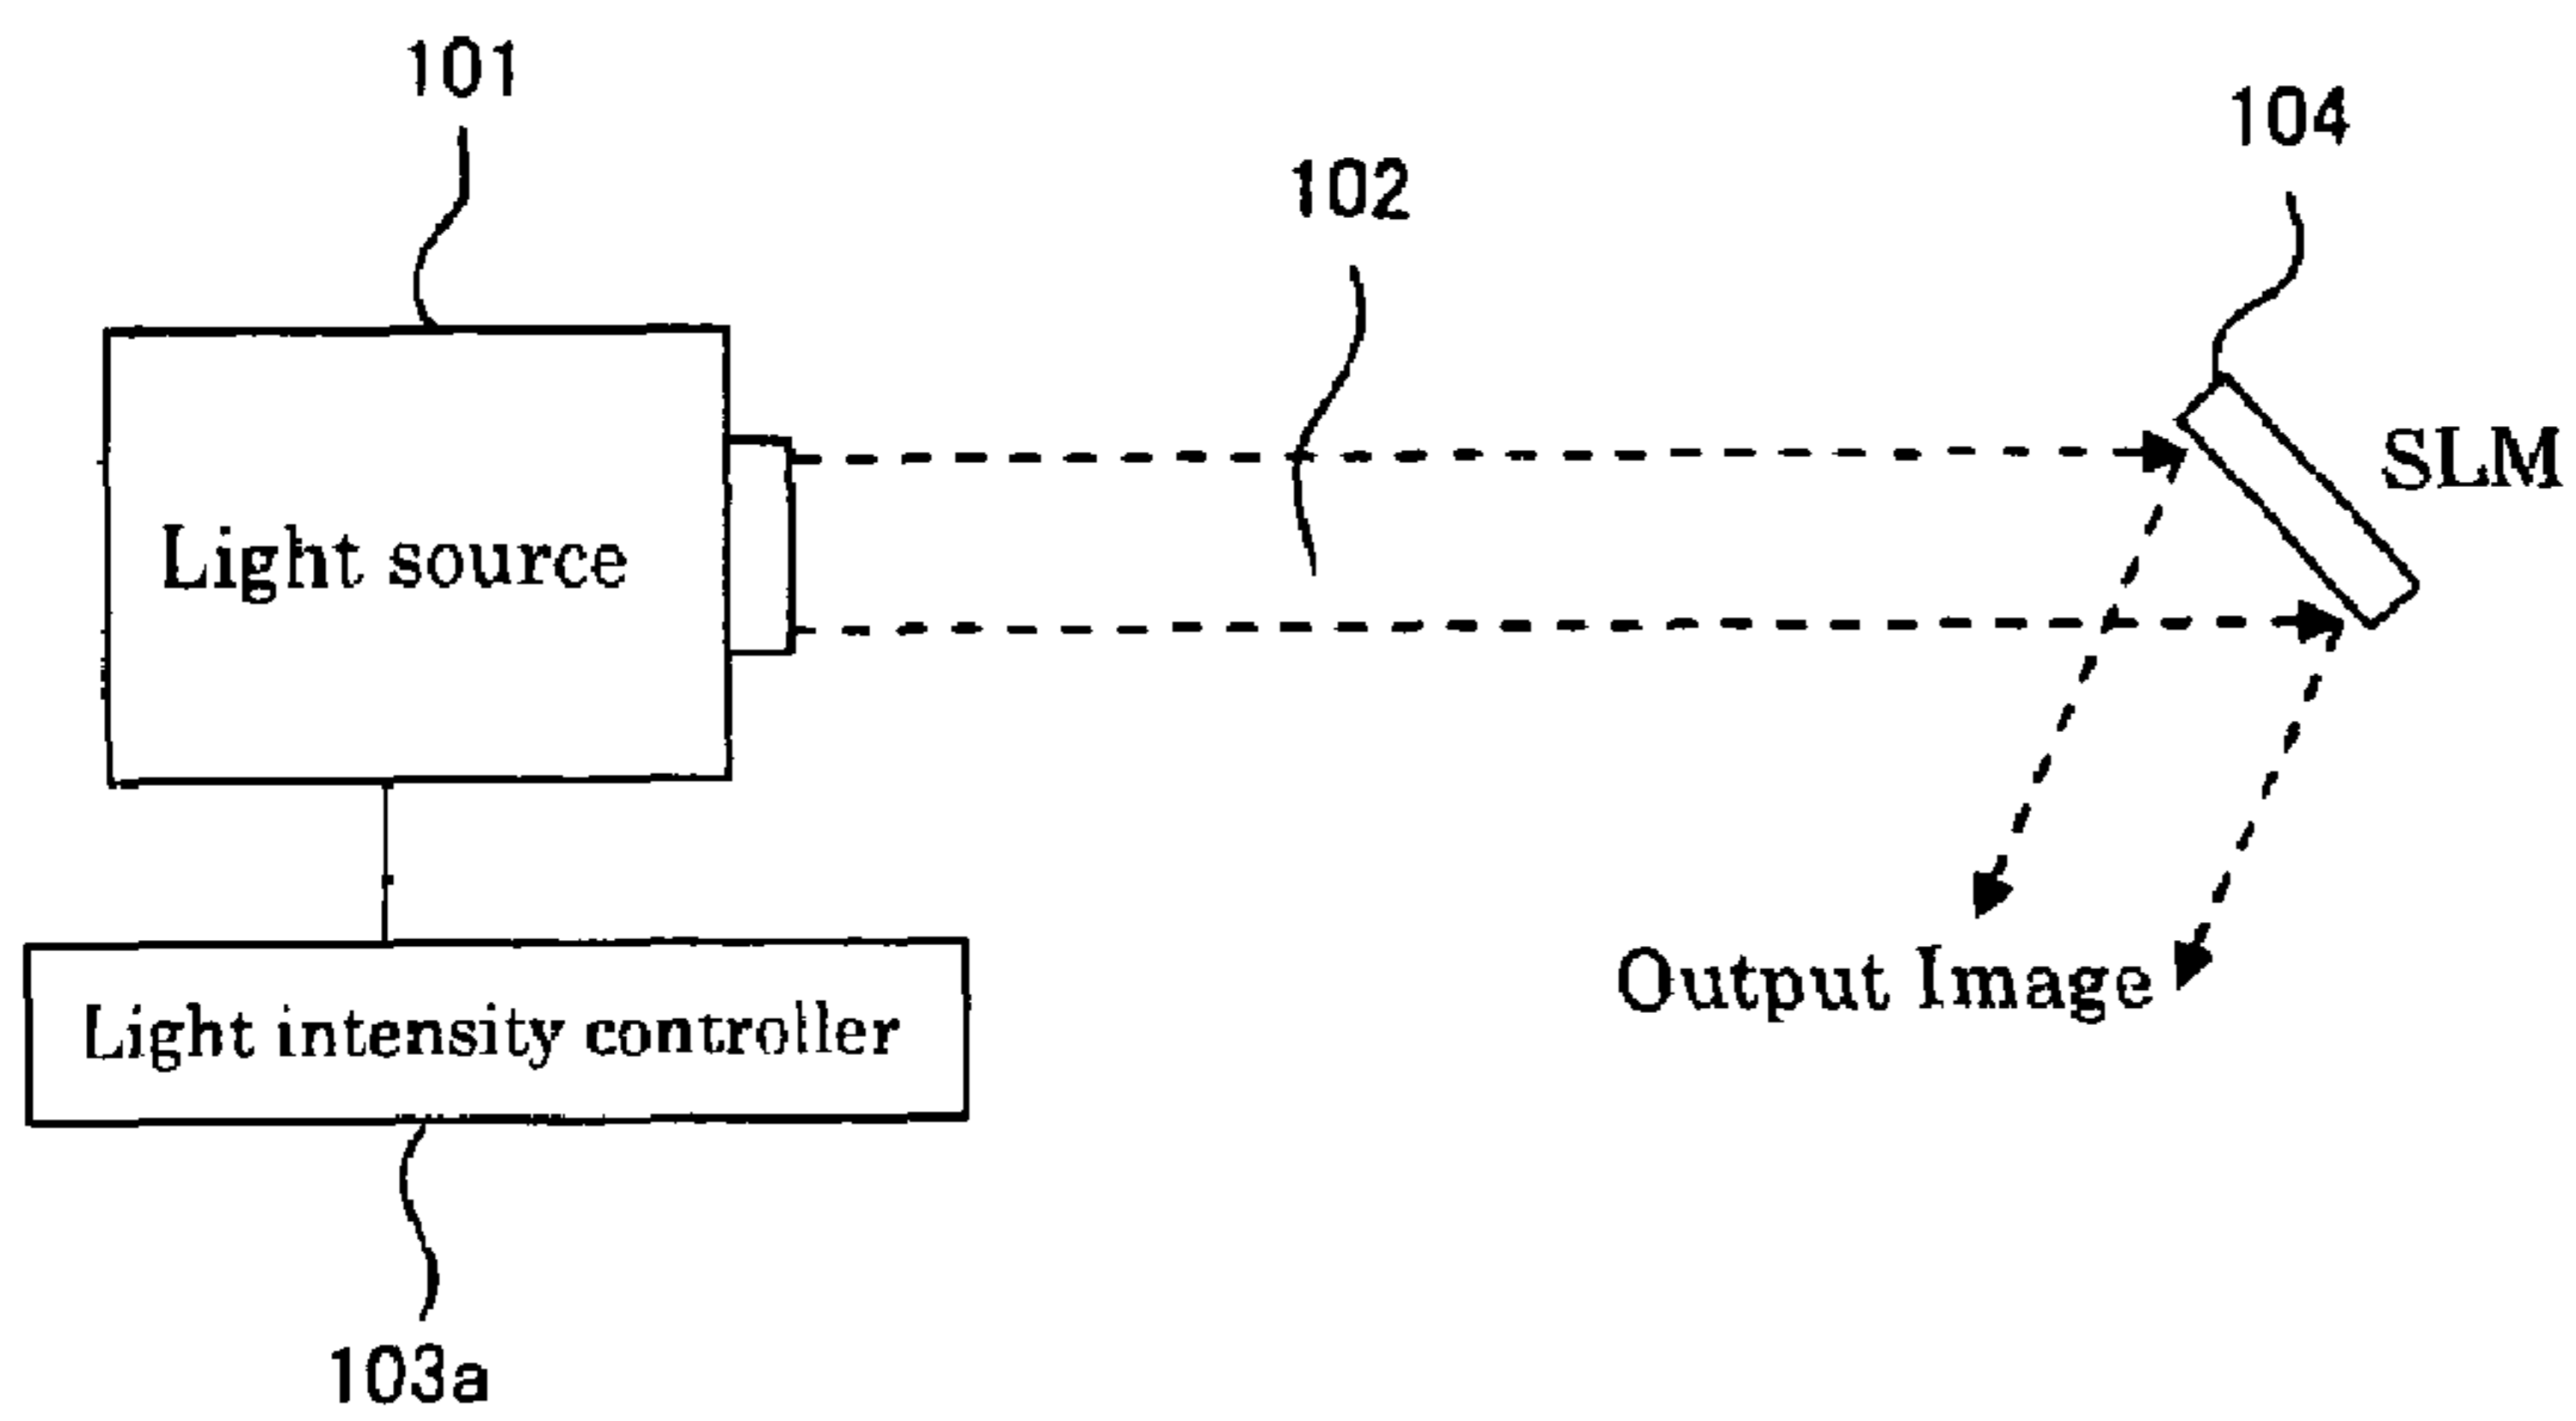 101
104
102
SLM
Light source
Output Image
Light intensity controller
103a